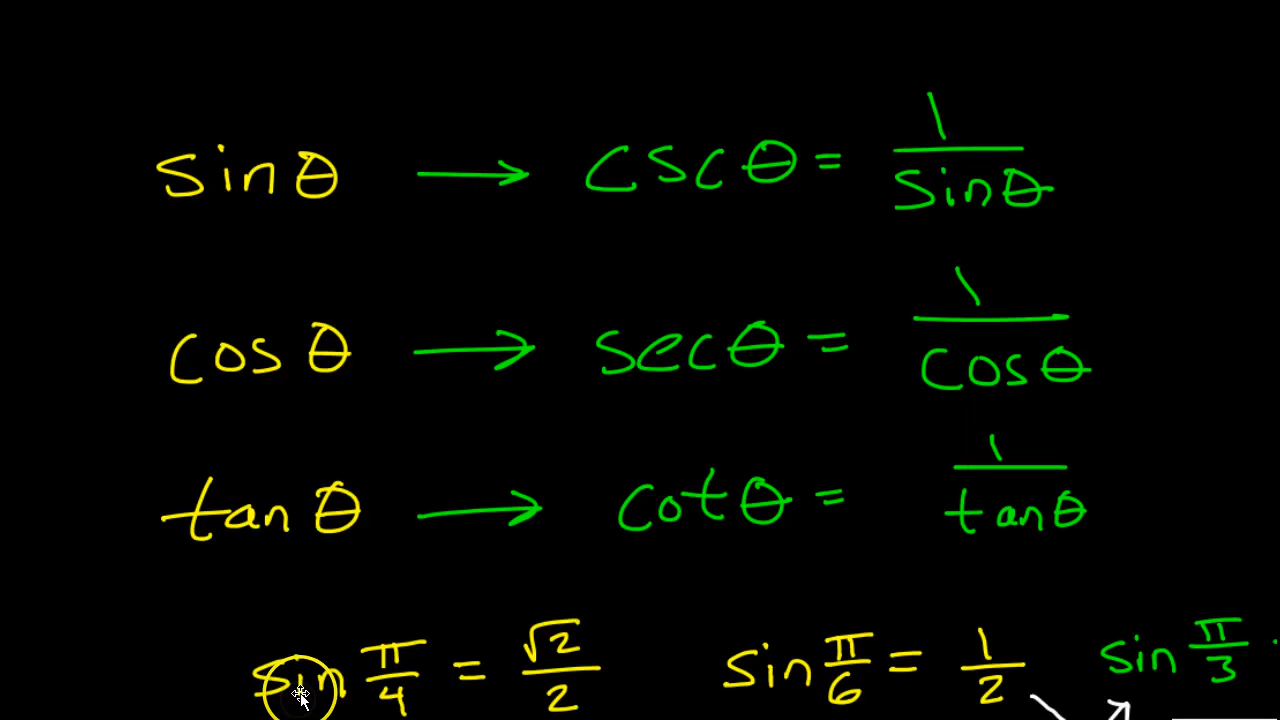 sinθ → cscθ = 1/sinθ
cosθ → secθ = 1/cosθ
tanθ → cotθ = 1/tanθ
sin π/4 = √2/2 sin π/6 = 1/2 sin π/3